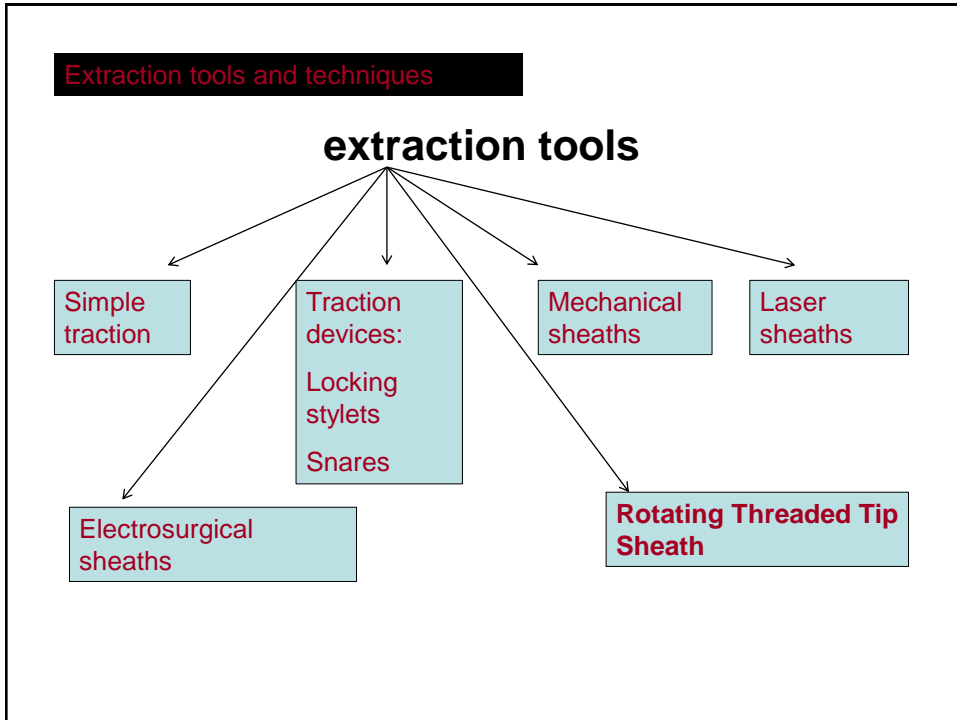 Extraction tools and techniques
extraction tools
Simple
traction
Traction
devices:
Locking
stylets
Snares
Mechanical
sheaths
Laser
sheaths
Electrosurgical
sheaths
Rotating Threaded Tip
Sheath